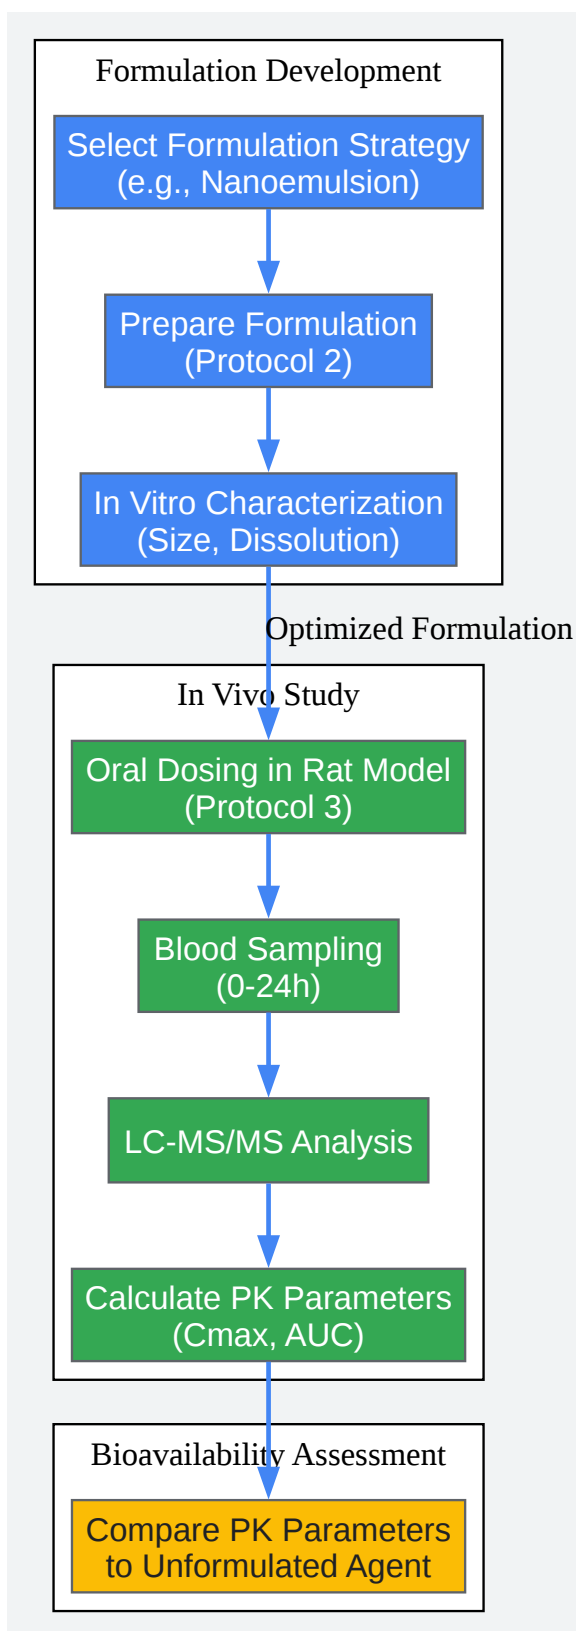 Formulation Development
Select Formulation Strategy
(e.g., Nanoemulsion)
Prepare Formulation
(Protocol 2)
In Vitro Characterization
(Size, Dissolution)
Optimized Formulation
In Vivo Study
Oral Dosing in Rat Model
(Protocol 3)
Blood Sampling
(0-24h)
LC-MS/MS Analysis
Calculate PK Parameters
(Cmax, AUC)
Bioavailability Assessment
Compare PK Parameters
to Unformulated Agent